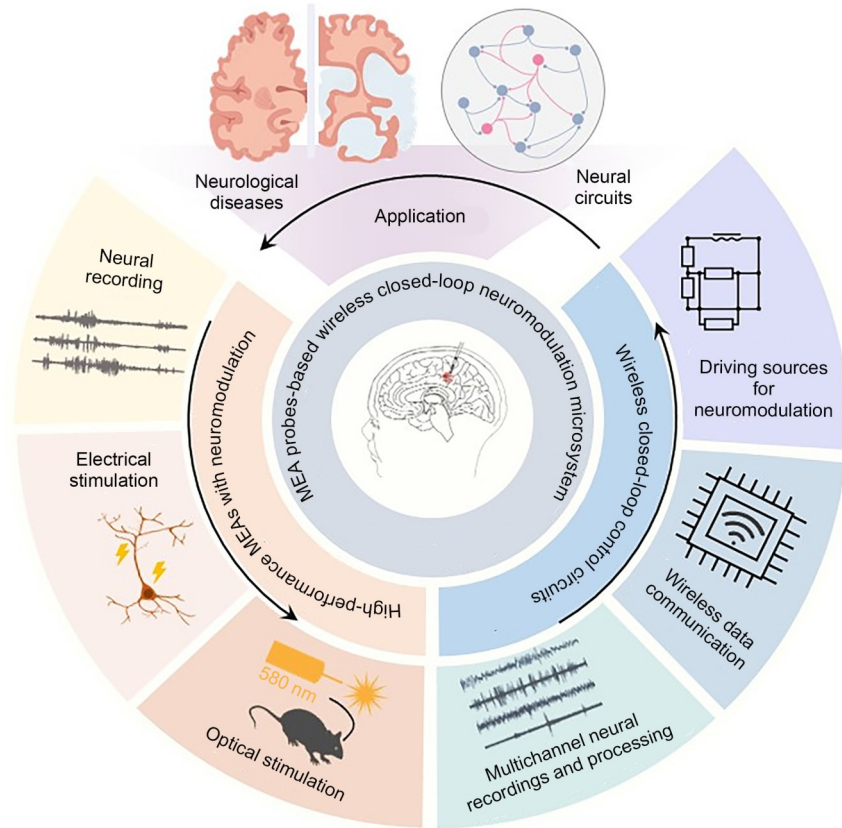 Neurological
diseases
Neural
circuits
Application
Neural
recording
MEA probes-based wireless closed-loop neuromodulation microsystem
High-performance MEAs with neuromodulation
Wireless closed-loop control circuits
Driving sources
for
neuromodulation
Electrical
stimulation
Wireless data
communication
580 nm
Optical stimulation
Multichannel neural
recordings and processing